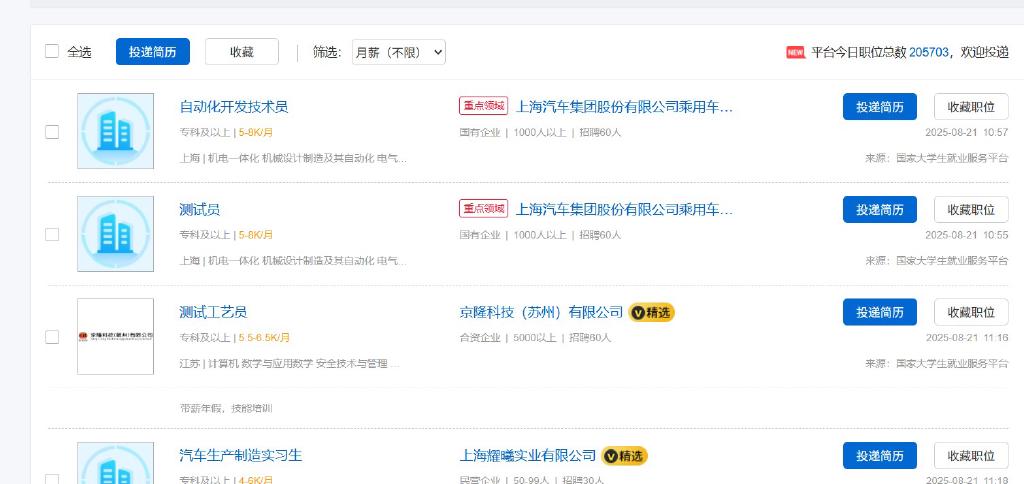 全选 投递简历 收藏 筛选: 月薪（不限） NEW 平台今日职位总数 205703，欢迎投递
自动化开发技术员 重点领域 上海汽车集团股份有限公司乘用车... 投递简历 收藏职位
专科及以上 | 5-8K/月 国有企业 | 1000人以上 | 招聘60人 2025-08-21 10:57
上海 | 机电一体化 机械设计制造及其自动化 电气... 来源：国家大学生就业服务平台
测试员 重点领域 上海汽车集团股份有限公司乘用车... 投递简历 收藏职位
专科及以上 | 5-8K/月 国有企业 | 1000人以上 | 招聘60人 2025-08-21 10:55
上海 | 机电一体化 机械设计制造及其自动化 电气... 来源：国家大学生就业服务平台
测试工艺员 京隆科技（苏州）有限公司 V精选 投递简历 收藏职位
京隆科技(苏州)有限公司
专科及以上 | 5.5-6.5K/月 合资企业 | 5000以上 | 招聘60人 2025-08-21 11:16
江苏 | 计算机 数学与应用数学 安全技术与管理 ... 来源：国家大学生就业服务平台
带薪年假，技能培训
汽车生产制造实习生 上海耀曦实业有限公司 V精选 投递简历 收藏职位
专科及以上 | 4-6K/月 民营企业 | 50-99人 | 招聘30人 2025-08-21 11:18